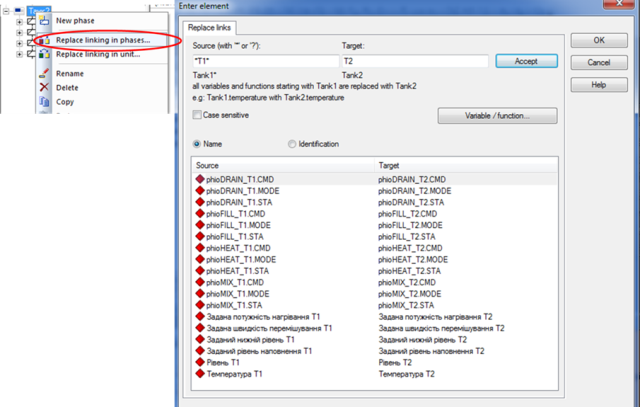 Enter element
New phase
Replace linking in phases...
Replace linking in unit...
Rename
Delete
Copy
Replace links
Source (with '*' or '?'):
Target:
*T1*
T2
Accept
Tank1*
Tank2
all variables and functions starting with Tank1 are replaced with Tank2
e.g: Tank1.temperature with Tank2.temperature
Case sensitive
Variable / function...
Name
Identification
OK
Cancel
Help
Source Target
phioDRAIN_T1.CMD phioDRAIN_T2.CMD
phioDRAIN_T1.MODE phioDRAIN_T2.MODE
phioDRAIN_T1.STA phioDRAIN_T2.STA
phioFILL_T1.CMD phioFILL_T2.CMD
phioFILL_T1.MODE phioFILL_T2.MODE
phioFILL_T1.STA phioFILL_T2.STA
phioHEAT_T1.CMD phioHEAT_T2.CMD
phioHEAT_T1.MODE phioHEAT_T2.MODE
phioHEAT_T1.STA phioHEAT_T2.STA
phioMIX_T1.CMD phioMIX_T2.CMD
phioMIX_T1.MODE phioMIX_T2.MODE
phioMIX_T1.STA phioMIX_T2.STA
Задана потужність нагрівання T1 Задана потужність нагрівання T2
Задана швидкість перемішування T1 Задана швидкість перемішування T2
Заданий нижній рівень T1 Заданий нижній рівень T2
Заданий рівень наповнення T1 Заданий рівень наповнення T2
Рівень T1 Рівень T2
Температура T1 Температура T2